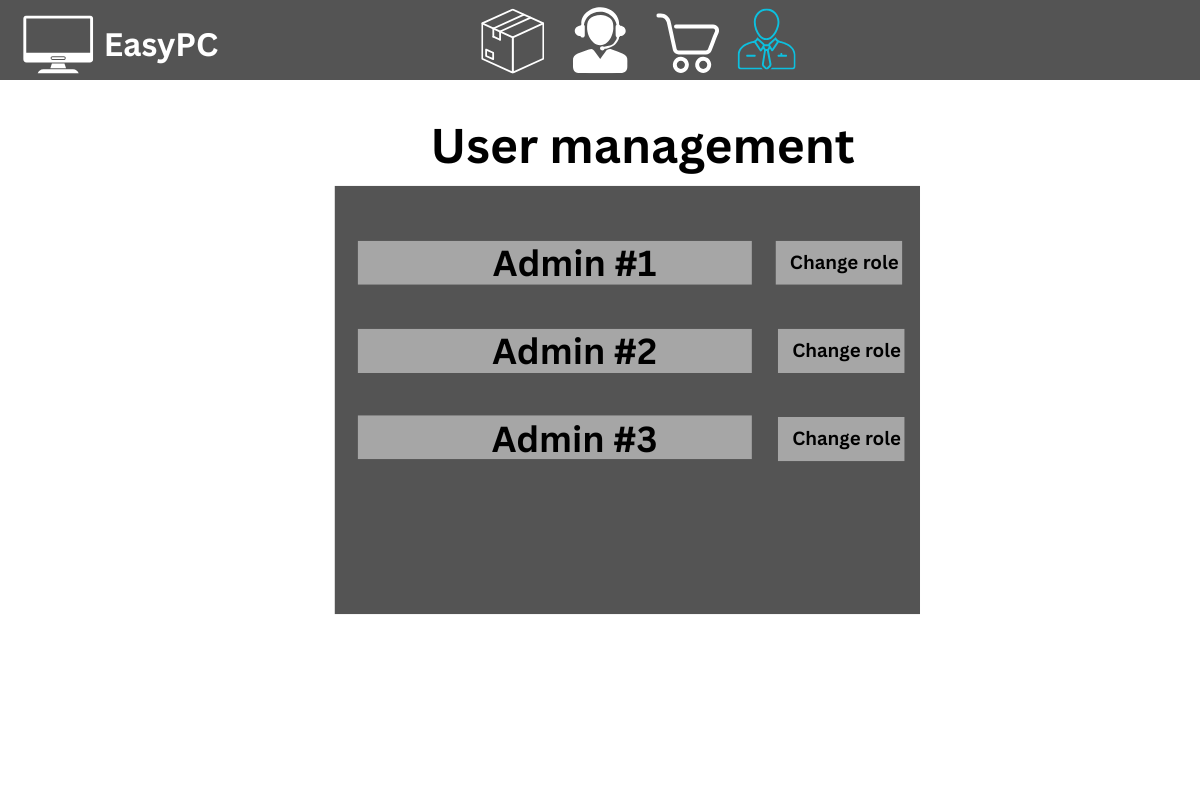 EasyPC
User management
Admin #1
Change role
Admin #2
Change role
Admin #3
Change role